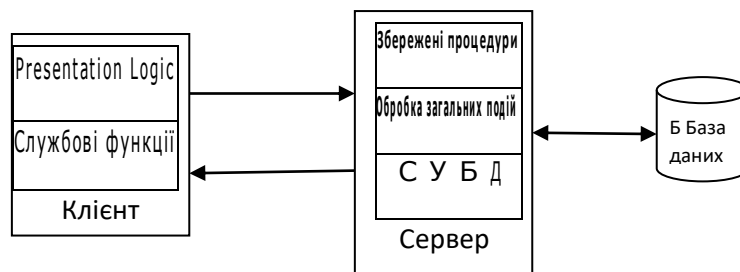 Presentation Logic
Службові функції
Клієнт
Збережені процедури
Обробка загальних подій
С У Б Д
Сервер
Б База
даних